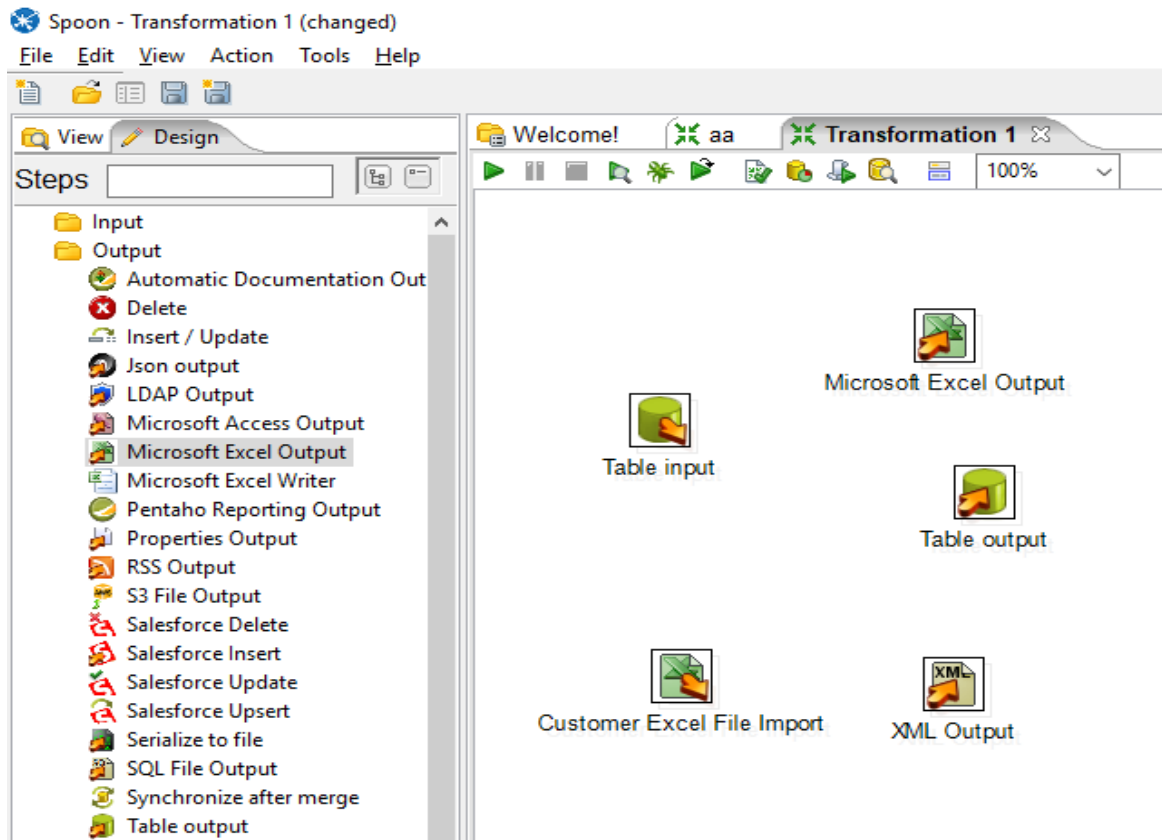 Spoon - Transformation 1 (changed)
File Edit View Action Tools Help
View Design
Steps
Input
Output
Automatic Documentation Out
Delete
Insert / Update
Json output
LDAP Output
Microsoft Access Output
Microsoft Excel Output
Microsoft Excel Writer
Pentaho Reporting Output
Properties Output
RSS Output
S3 File Output
Salesforce Delete
Salesforce Insert
Salesforce Update
Salesforce Upsert
Serialize to file
SQL File Output
Synchronize after merge
Table output
Welcome! aa Transformation 1
100%
Microsoft Excel Output
Table input
Table output
Customer Excel File Import
XML
XML Output